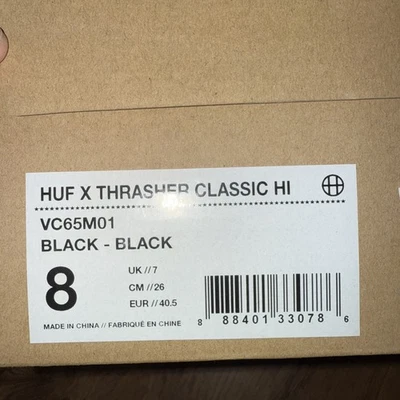 HUF X THRASHER CLASSIC HI
VC65M01
BLACK - BLACK
8
UK // 7
CM // 26
EUR // 40.5
MADE IN CHINA // FABRIQUÉ EN CHINE
8 88401 33078 6